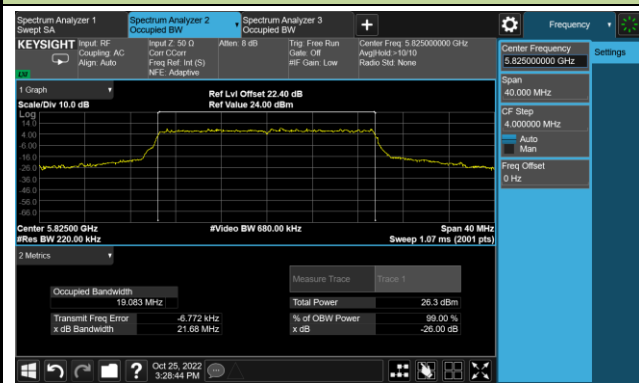 Spectrum Analyzer 1
Swept SA
Spectrum Analyzer 2
Occupied BW
Spectrum Analyzer 3
Occupied BW
+
Frequency
KEYSIGHT
Input: RF
Coupling: AC
Align: Auto
Input Z: 50 Ω
Corr CCorr
Freq Ref: Int (S)
NFE: Adaptive
Atten: 8 dB
Trig: Free Run
Gate: Off
#IF Gain: Low
Center Freq: 5.825000000 GHz
Avg|Hold:>10/10
Radio Std: None
LXI
Center Frequency
5.825000000 GHz
Settings
Span
40.000 MHz
CF Step
4.000000 MHz
Auto
Man
Freq Offset
0 Hz
1 Graph
Scale/Div 10.0 dB
Ref Lvl Offset 22.40 dB
Ref Value 24.00 dBm
Log
14.0
4.00
-6.00
-16.0
-26.0
-36.0
-46.0
-56.0
-66.0
Center 5.82500 GHz
#Video BW 680.00 kHz
Span 40 MHz
#Res BW 220.00 kHz
Sweep 1.07 ms (2001 pts)
2 Metrics
Measure Trace
Trace 1
Occupied Bandwidth
19.083 MHz
Total Power
26.3 dBm
Transmit Freq Error
-6.772 kHz
% of OBW Power
99.00 %
x dB Bandwidth
21.68 MHz
x dB
-26.00 dB
?
Oct 25, 2022
3:28:44 PM